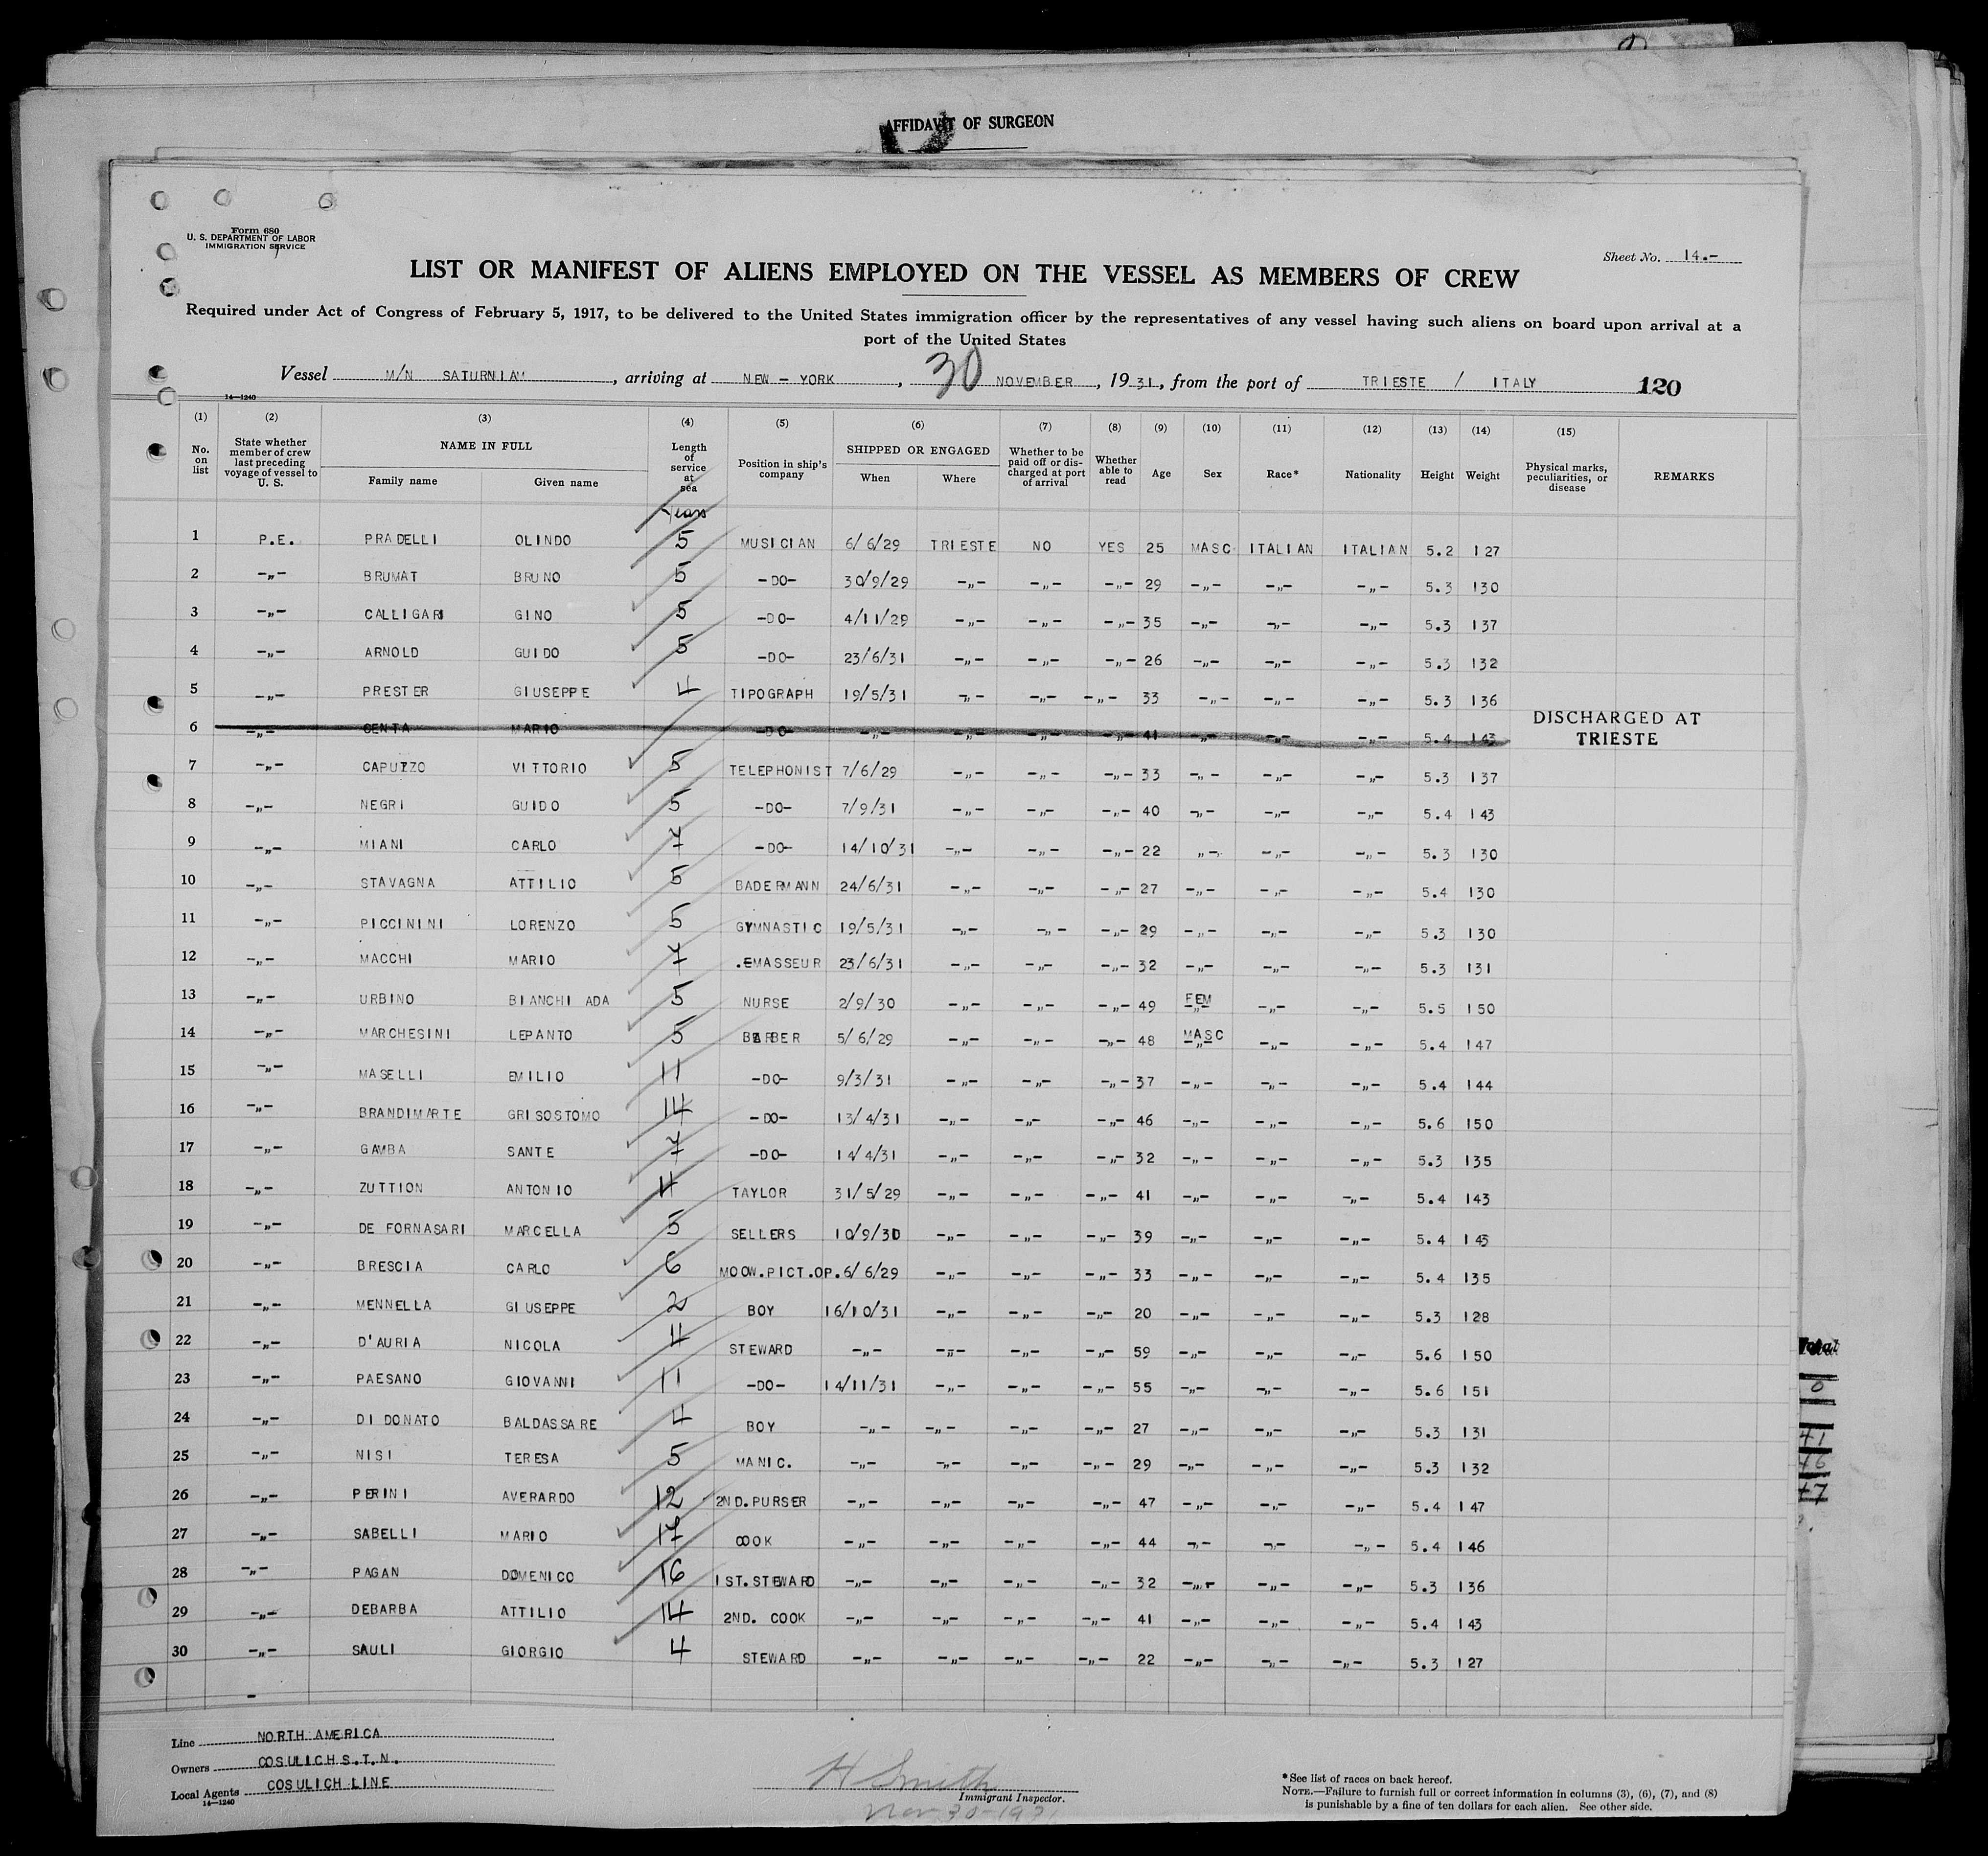 AFFIDAVIT OF SURGEON
Form 680
U. S. DEPARTMENT OF LABOR
IMMIGRATION SERVICE
Sheet No. 14.-
LIST OR MANIFEST OF ALIENS EMPLOYED ON THE VESSEL AS MEMBERS OF CREW
Required under Act of Congress of February 5, 1917, to be delivered to the United States immigration officer by the representatives of any vessel having such aliens on board upon arrival at a
port of the United States
Vessel M/N SATURNIAM, arriving at NEW - YORK, 30 NOVEMBER, 1931, from the port of TRIESTE / ITALY 120
14—1240
(1) (2) (3) (4) (5) (6) (7) (8) (9) (10) (11) (12) (13) (14) (15)
No. on list State whether member of crew last preceding voyage of vessel to U. S. NAME IN FULL Family name Given name Length of service at sea Position in ship's company SHIPPED OR ENGAGED When Where Whether to be paid off or discharged at port of arrival Whether able to read Age Sex Race* Nationality Height Weight Physical marks, peculiarities, or disease REMARKS
Years
1 P.E. PRADELLI OLINDO 5 MUSICIAN 6/6/29 TRIESTE NO YES 25 MASC ITALIAN ITALIAN 5.2 127
2 -"- BRUMAT BRUNO 5 -DO- 30/9/29 -"- -"- -"- 29 -"- -"- -"- 5.3 130
3 -"- CALLIGARI GINO 5 -DO- 4/11/29 -"- -"- -"- 35 -"- -"- -"- 5.3 137
4 -"- ARNOLD GUIDO 5 -DO- 23/6/31 -"- -"- -"- 26 -"- -"- -"- 5.3 132
5 -"- PRESTER GIUSEPPE 4 TIPOGRAPH 19/5/31 -"- -"- -"- 33 -"- -"- -"- 5.3 136
6 -"- CENTA MARIO -DO- -"- -"- -"- -"- 41 -"- -"- -"- 5.4 143 DISCHARGED AT TRIESTE
7 -"- CAPUZZO VITTORIO 5 TELEPHONIST 7/6/29 -"- -"- -"- 33 -"- -"- -"- 5.3 137
8 -"- NEGRI GUIDO 5 -DO- 7/9/31 -"- -"- -"- 40 -"- -"- -"- 5.4 143
9 -"- MIANI CARLO 7 -DO- 14/10/31 -"- -"- -"- 22 -"- -"- -"- 5.3 130
10 -"- STAVAGNA ATTILIO 5 BADERMANN 24/6/31 -"- -"- -"- 27 -"- -"- -"- 5.4 130
11 -"- PICCININI LORENZO 5 GYMNASTIC 19/5/31 -"- -"- -"- 29 -"- -"- -"- 5.3 130
12 -"- MACCHI MARIO 7 .EMASSEUR 23/6/31 -"- -"- -"- 32 -"- -"- -"- 5.3 131
13 -"- URBINO BIANCHI ADA 5 NURSE 2/9/30 -"- -"- -"- 49 FEM -"- -"- -"- 5.5 150
14 -"- MARCHESINI LEPANTO 5 BARBER 5/6/29 -"- -"- -"- 48 MASC -"- -"- -"- 5.4 147
15 -"- MASELLI EMILIO 11 -DO- 9/3/31 -"- -"- -"- 37 -"- -"- -"- 5.4 144
16 -"- BRANDIMARTE GRISOSTOMO 14 -DO- 13/4/31 -"- -"- -"- 46 -"- -"- -"- 5.6 150
17 -"- GAMBA SANTE 7 -DO- 14/4/31 -"- -"- -"- 32 -"- -"- -"- 5.3 135
18 -"- ZUTTION ANTONIO 11 TAYLOR 31/5/29 -"- -"- -"- 41 -"- -"- -"- 5.4 143
19 -"- DE FORNASARI MARCELLA 5 SELLERS 10/9/30 -"- -"- -"- 39 -"- -"- -"- 5.4 143
20 -"- BRESCIA CARLO 6 MOOW.PICT.OP. 6/6/29 -"- -"- -"- 33 -"- -"- -"- 5.4 135
21 -"- MENNELLA GIUSEPPE 2 BOY 16/10/31 -"- -"- -"- 20 -"- -"- -"- 5.3 128
22 -"- D'AURIA NICOLA 11 STEWARD -"- -"- -"- -"- 59 -"- -"- -"- 5.6 150
23 -"- PAESANO GIOVANNI 11 -DO- 14/11/31 -"- -"- -"- 55 -"- -"- -"- 5.6 151
24 -"- DI DONATO BALDASSARE 4 BOY -"- -"- -"- -"- 27 -"- -"- -"- 5.3 131
25 -"- NISI TERESA 5 MANIC. -"- -"- -"- -"- 29 -"- -"- -"- 5.3 132
26 -"- PERINI AVERARDO 12 2ND.PURSER -"- -"- -"- -"- 47 -"- -"- -"- 5.4 147
27 -"- SABELLI MARIO 17 COOK -"- -"- -"- -"- 44 -"- -"- -"- 5.4 146
28 -"- PAGAN DOMENICO 16 1ST.STEWARD -"- -"- -"- -"- 32 -"- -"- -"- 5.3 136
29 -"- DEBARBA ATTILIO 14 2ND. COOK -"- -"- -"- -"- 41 -"- -"- -"- 5.4 143
30 -"- SAULI GIORGIO 4 STEWARD -"- -"- -"- -"- 22 -"- -"- -"- 5.3 127
Line NORTH AMERICA
Owners COSULICH S.T.N.
Local Agents COSULICH LINE
14—1240
H Smith
Immigrant Inspector.
Nov 30-1931
*See list of races on back hereof.
NOTE.—Failure to furnish full or correct information in columns (3), (6), (7), and (8)
is punishable by a fine of ten dollars for each alien. See other side.